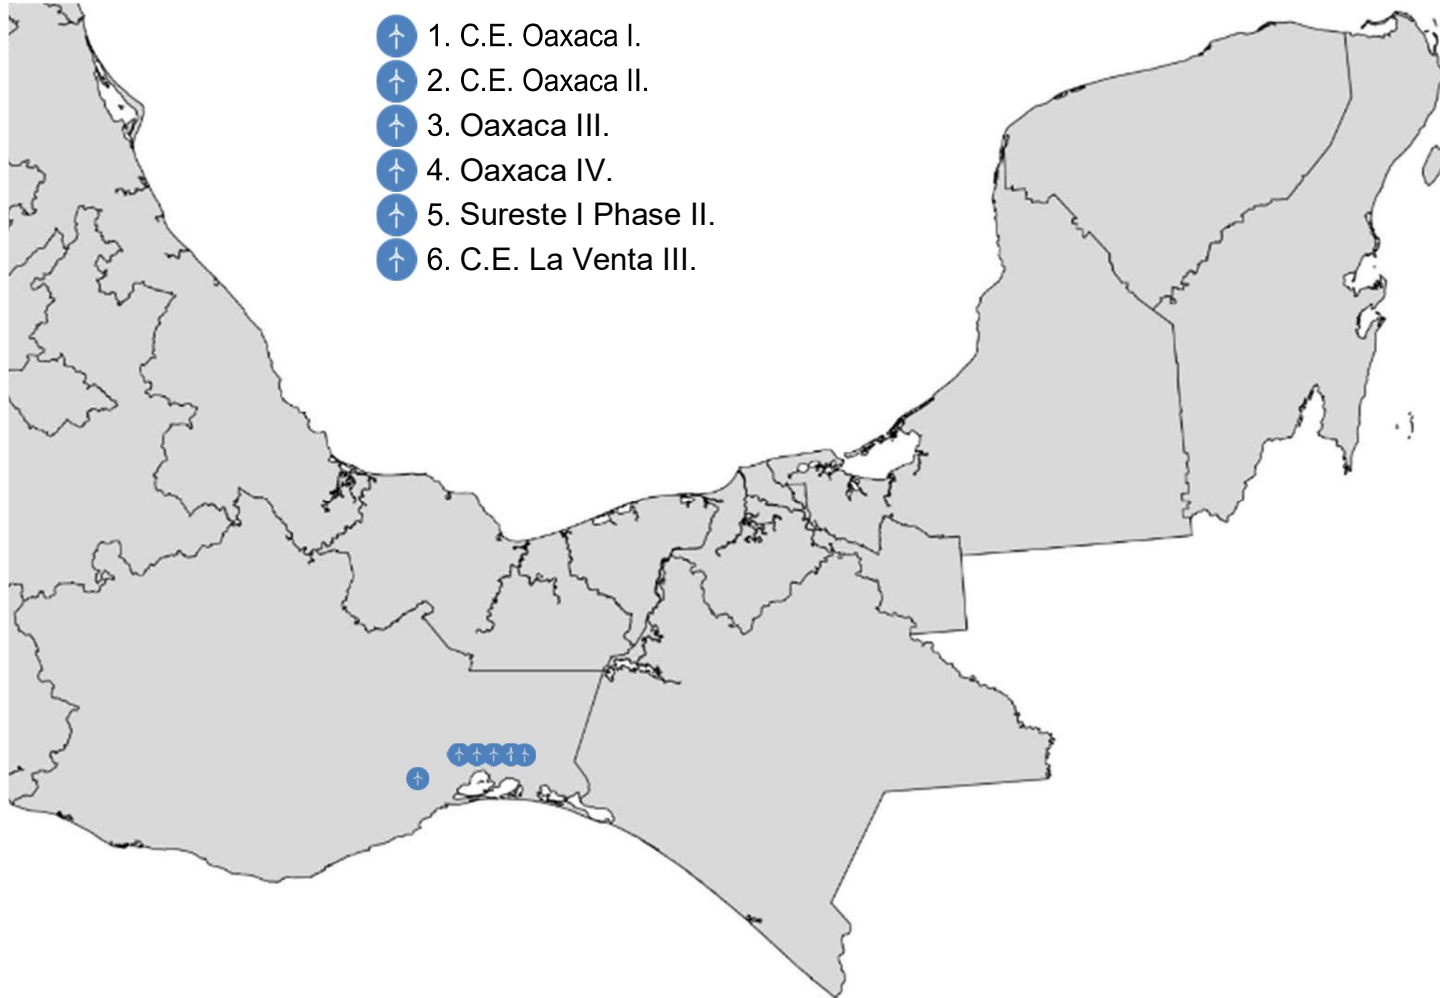 1. C.E. Oaxaca I.
2. C.E. Oaxaca II.
3. Oaxaca III.
4. Oaxaca IV.
5. Sureste I Phase II.
6. C.E. La Venta III.